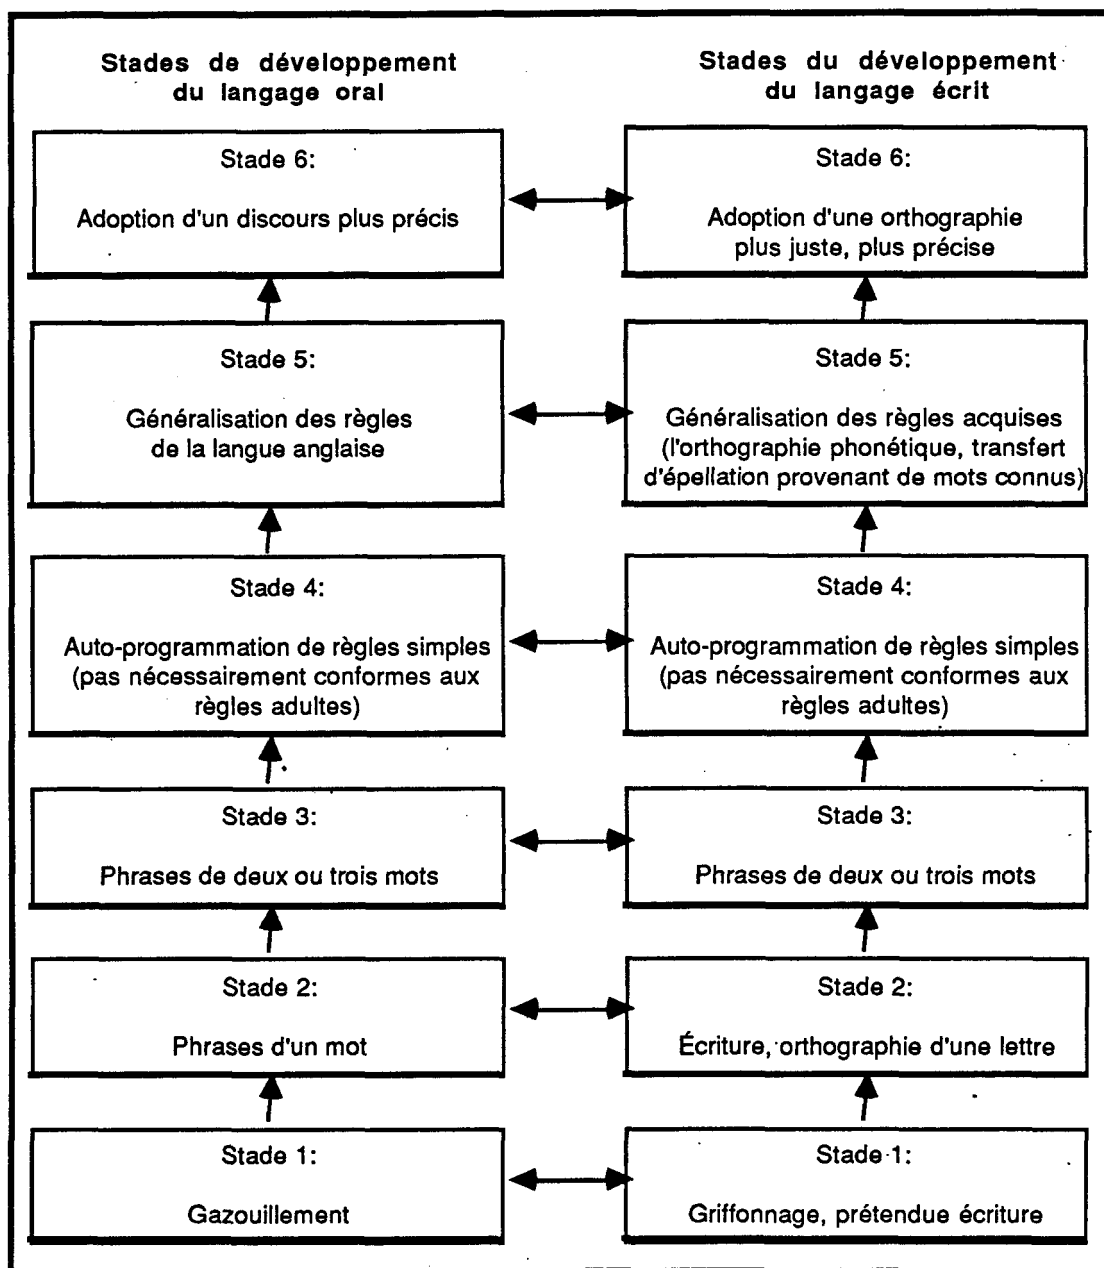 Stades de développement
du langage oral
Stades du développement
du langage écrit
Stade 6:
Adoption d'un discours plus précis
Stade 6:
Adoption d'une orthographie
plus juste, plus précise
Stade 5:
Généralisation des règles
de la langue anglaise
Stade 5:
Généralisation des règles acquises
(l'orthographie phonétique, transfert
d'épellation provenant de mots connus)
Stade 4:
Auto-programmation de règles simples
(pas nécessairement conformes aux
règles adultes)
Stade 4:
Auto-programmation de règles simples
(pas nécessairement conformes aux
règles adultes)
Stade 3:
Phrases de deux ou trois mots
Stade 3:
Phrases de deux ou trois mots
Stade 2:
Phrases d'un mot
Stade 2:
Écriture, orthographie d'une lettre
Stade 1:
Gazouillement
Stade 1:
Griffonnage, prétendue écriture